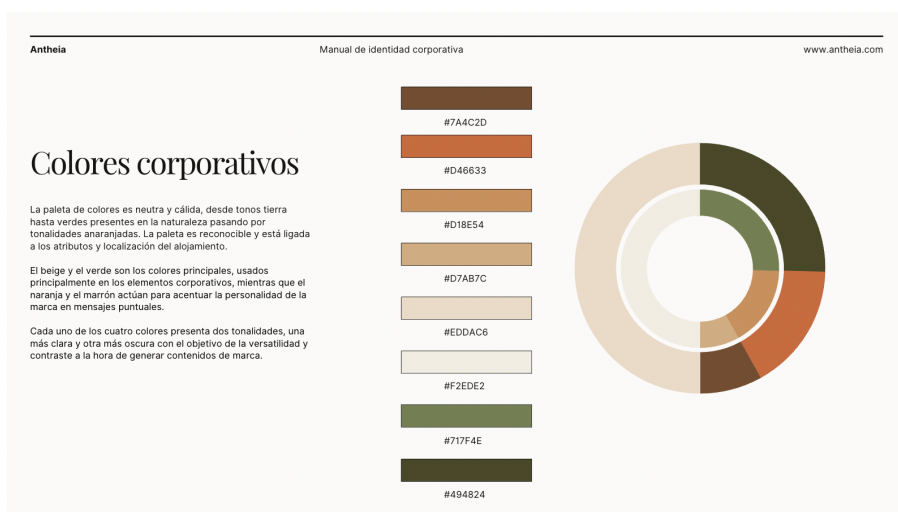 Antheia
Manual de identidad corporativa
www.antheia.com
Colores corporativos
La paleta de colores es neutra y cálida, desde tonos tierra
hasta verdes presentes en la naturaleza pasando por
tonalidades anaranjadas. La paleta es reconocible y está ligada
a los atributos y localización del alojamiento.
El beige y el verde son los colores principales, usados
principalmente en los elementos corporativos, mientras que el
naranja y el marrón actúan para acentuar la personalidad de la
marca en mensajes puntuales.
Cada uno de los cuatro colores presenta dos tonalidades, una
más clara y otra más oscura con el objetivo de la versatilidad y
contraste a la hora de generar contenidos de marca.
#7A4C2D
#D46633
#D18E54
#D7AB7C
#EDDAC6
#F2EDE2
#717F4E
#494824